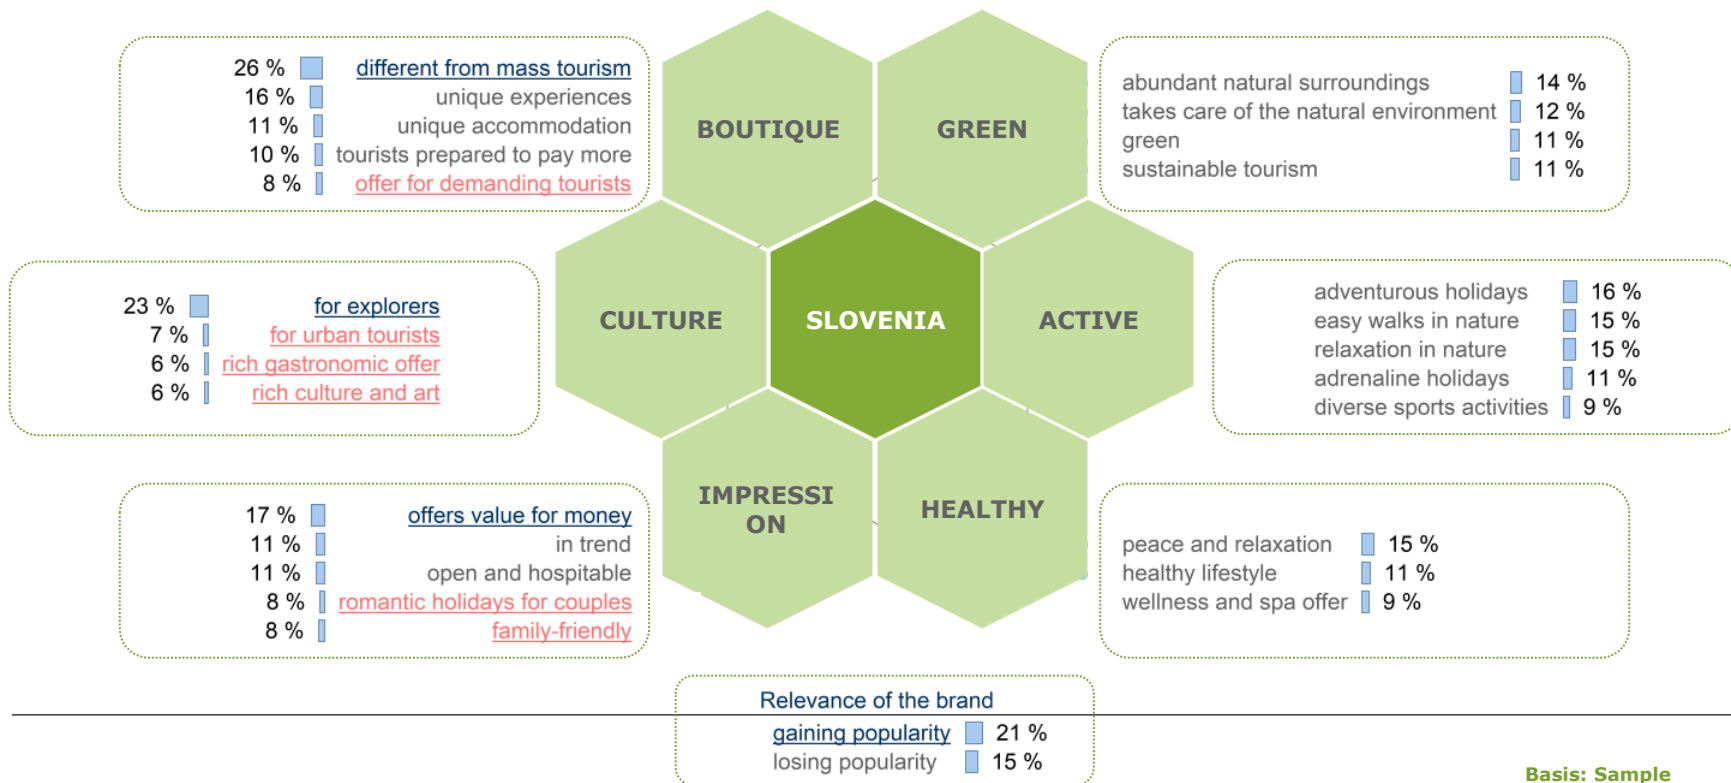 26 % different from mass tourism
16 % unique experiences
11 % unique accommodation
10 % tourists prepared to pay more
8 % offer for demanding tourists
BOUTIQUE
GREEN
abundant natural surroundings 14 %
takes care of the natural environment 12 %
green 11 %
sustainable tourism 11 %
23 % for explorers
7 % for urban tourists
6 % rich gastronomic offer
6 % rich culture and art
CULTURE
SLOVENIA
ACTIVE
adventurous holidays 16 %
easy walks in nature 15 %
relaxation in nature 15 %
adrenaline holidays 11 %
diverse sports activities 9 %
17 % offers value for money
11 % in trend
11 % open and hospitable
8 % romantic holidays for couples
8 % family-friendly
IMPRESSI
ON
HEALTHY
peace and relaxation 15 %
healthy lifestyle 11 %
wellness and spa offer 9 %
Relevance of the brand
gaining popularity 21 %
losing popularity 15 %
Basis: Sample